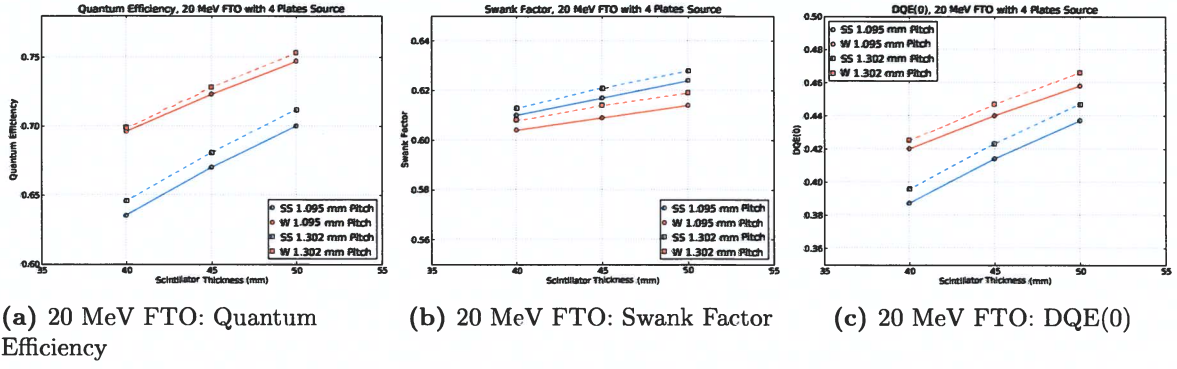 Quantum Efficiency, 20 MeV FTO with 4 Plates Source
0.75
0.70
0.65
0.60
Quantum Efficiency
SS 1.095 mm Pitch
W 1.095 mm Pitch
SS 1.302 mm Pitch
W 1.302 mm Pitch
35 40 45 50 55
Scintillator Thickness (mm)
(a) 20 MeV FTO: Quantum
Efficiency
Swank Factor, 20 MeV FTO with 4 Plates Source
0.64
0.62
0.60
0.58
0.56
Swank Factor
SS 1.095 mm Pitch
W 1.095 mm Pitch
SS 1.302 mm Pitch
W 1.302 mm Pitch
35 40 45 50 55
Scintillator Thickness (mm)
(b) 20 MeV FTO: Swank Factor
DQE(0), 20 MeV FTO with 4 Plates Source
0.50
0.48
0.46
0.44
0.42
0.40
0.38
0.36
DQE(0)
SS 1.095 mm Pitch
W 1.095 mm Pitch
SS 1.302 mm Pitch
W 1.302 mm Pitch
35 40 45 50 55
Scintillator Thickness (mm)
(c) 20 MeV FTO: DQE(0)